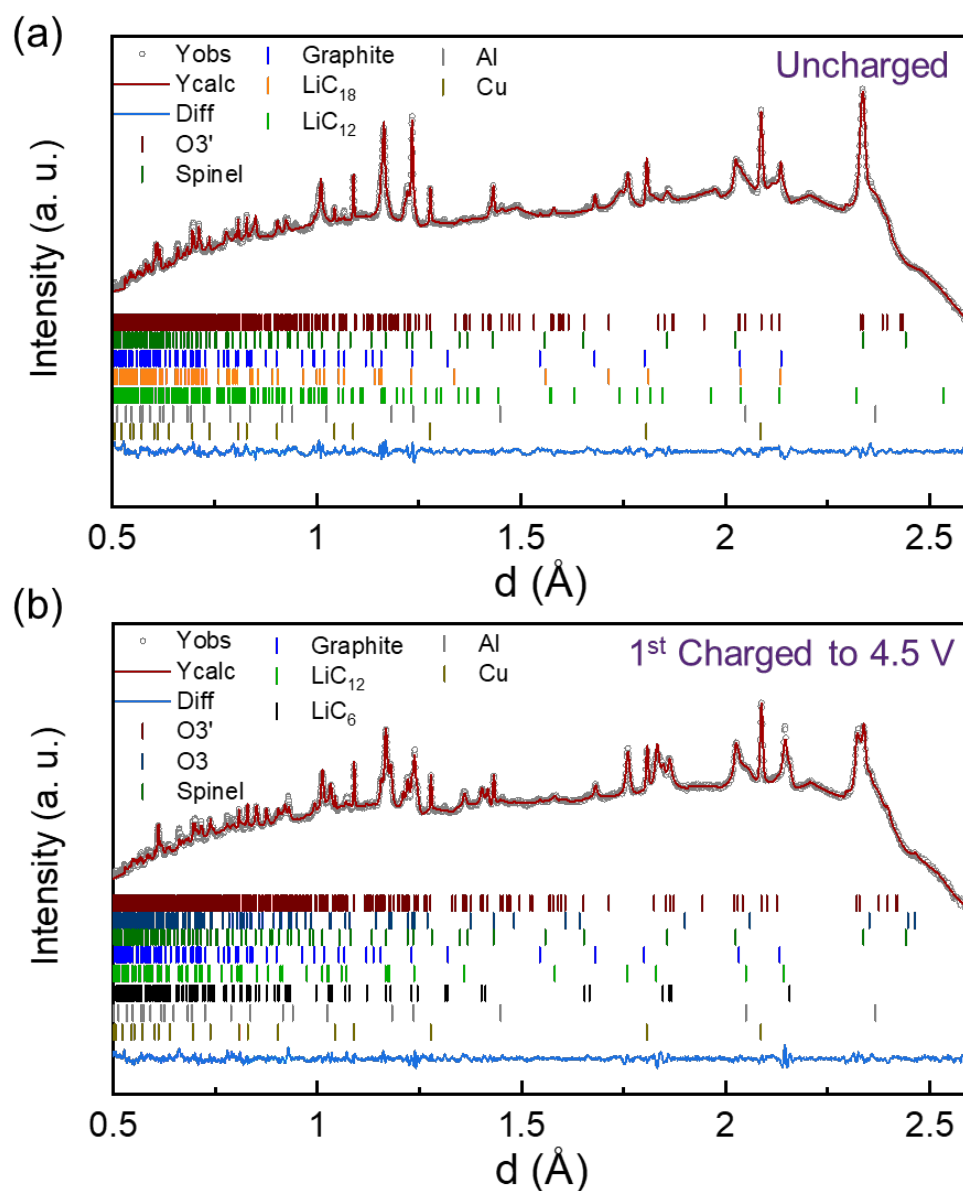 (a)
Uncharged
Yobs Graphite Al
Ycalc LiC₁₈ Cu
Diff LiC₁₂
O3'
Spinel
Intensity (a. u.)
0.5 1 1.5 2 2.5
d (Å)
(b)
1ˢᵗ Charged to 4.5 V
Yobs Graphite Al
Ycalc LiC₁₂ Cu
Diff LiC₆
O3'
O3
Spinel
Intensity (a. u.)
0.5 1 1.5 2 2.5
d (Å)